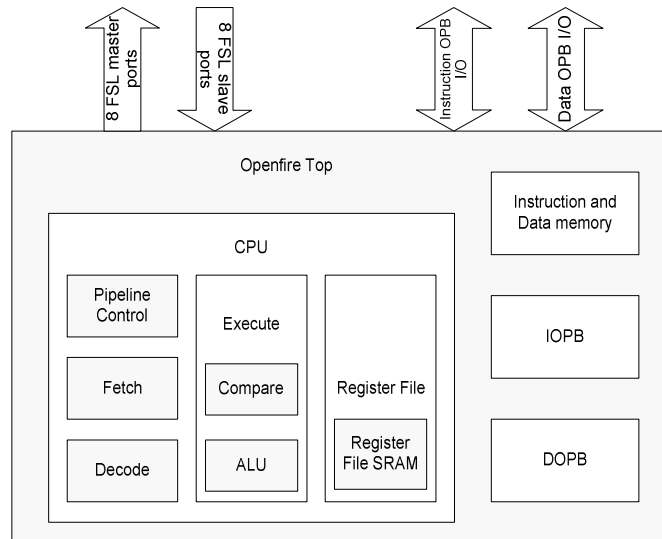 8 FSL master
ports
8 FSL slave
ports
Instruction OPB
I/O
Data OPB I/O
Openfire Top
Instruction and
Data memory
CPU
Pipeline
Control
Execute
IOPB
Fetch
Compare
Register File
Decode
ALU
Register
File SRAM
DOPB